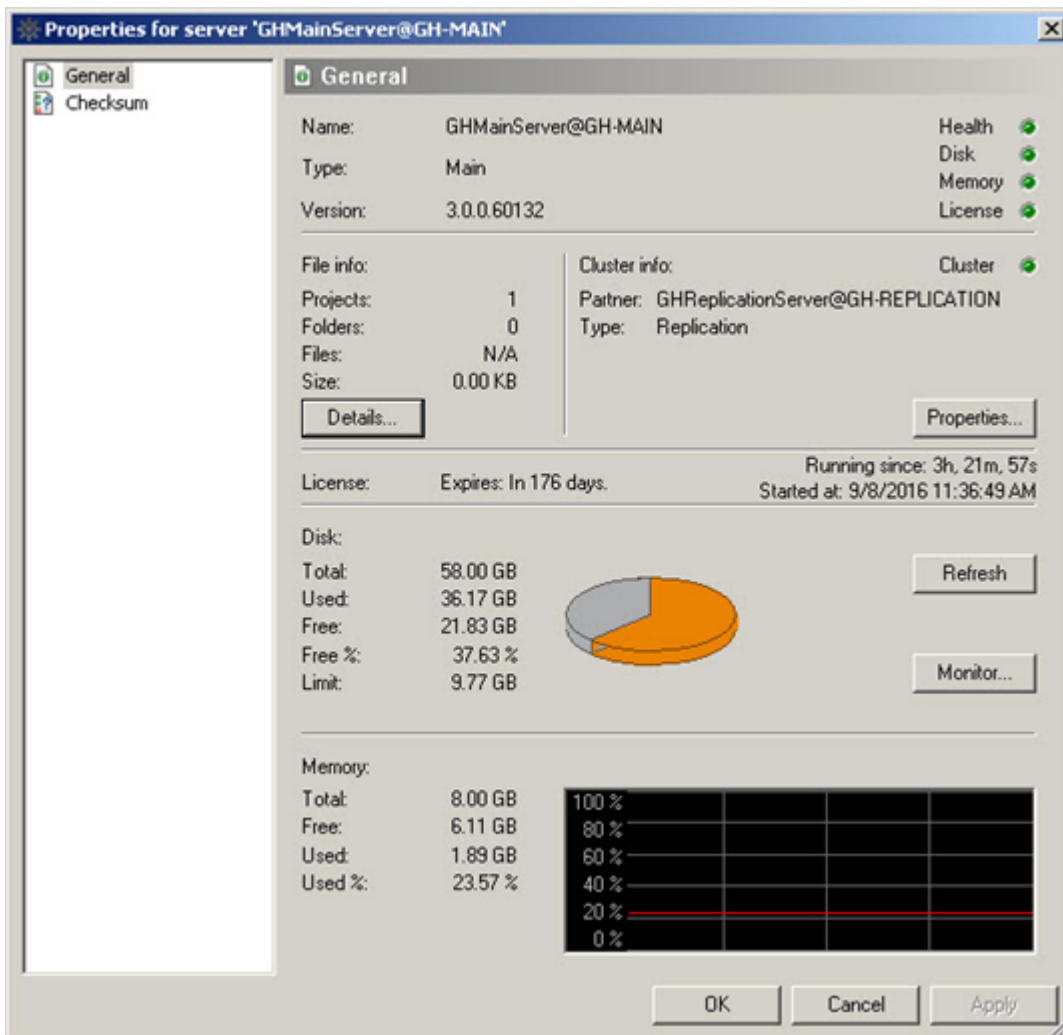 Properties for server 'GHMainServer@GH-MAIN'
General
Checksum
General
Name: GHMainServer@GH-MAIN
Health
Disk
Type: Main
Memory
Version: 3.0.0.60132
License
File info:
Cluster info:
Cluster
Projects: 1
Partner: GHReplicationServer@GH-REPLICATION
Folders: 0
Type: Replication
Files: N/A
Size: 0.00 KB
Details...
Properties...
License: Expires: In 176 days.
Running since: 3h, 21m, 57s
Started at: 9/8/2016 11:36:49 AM
Disk:
Total: 58.00 GB
Used: 36.17 GB
Free: 21.83 GB
Free %: 37.63 %
Limit: 9.77 GB
Refresh
Monitor...
Memory:
Total: 8.00 GB
Free: 6.11 GB
Used: 1.89 GB
Used %: 23.57 %
100 %
80 %
60 %
40 %
20 %
0 %
OK
Cancel
Apply